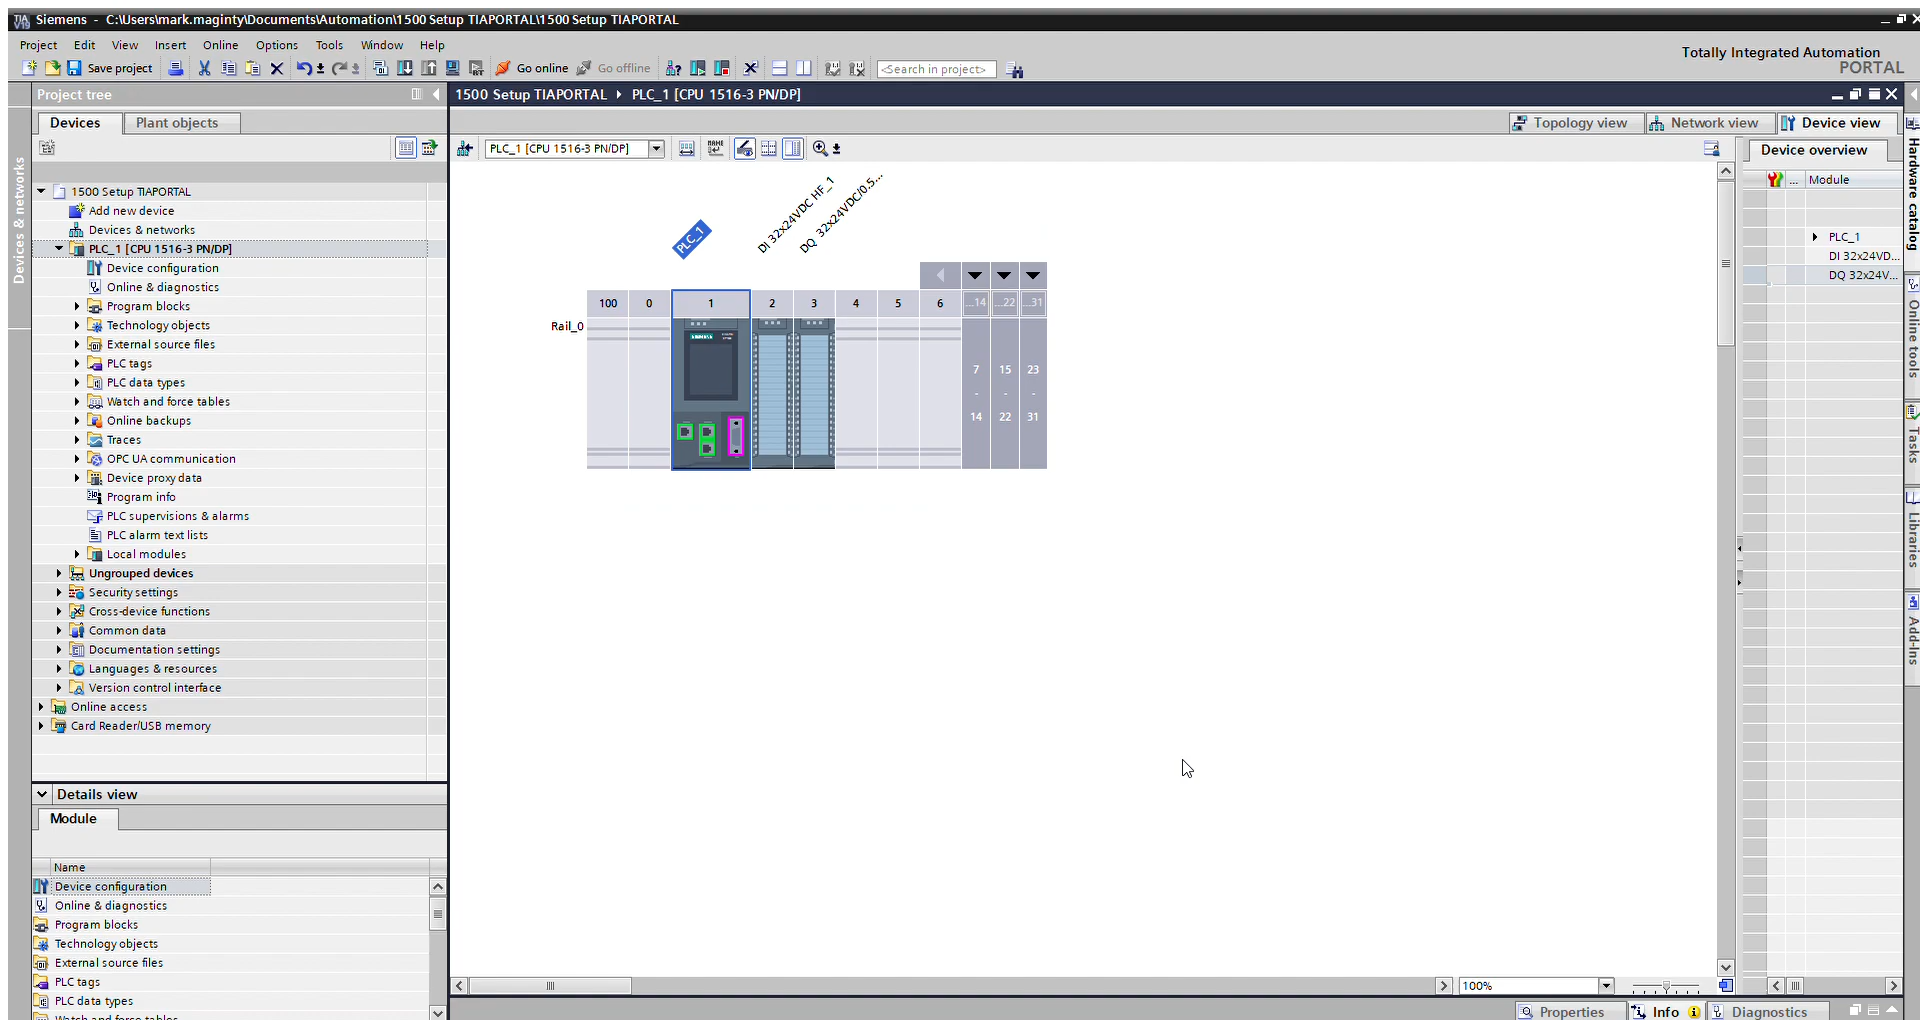 Siemens - C:\Users\mark.maginty\Documents\Automation\1500 Setup TIAPORTAL\1500 Setup TIAPORTAL
Project Edit View Insert Online Options Tools Window Help
Totally Integrated Automation
PORTAL
Save project Go online Go offline <Search in project>
Project tree
1500 Setup TIAPORTAL PLC_1 [CPU 1516-3 PN/DP]
Devices Plant objects
Topology view Network view Device view
PLC_1 [CPU 1516-3 PN/DP]
Device overview
... Module
Devices & networks
1500 Setup TIAPORTAL
Add new device
Devices & networks
PLC_1 [CPU 1516-3 PN/DP]
Device configuration
Online & diagnostics
Program blocks
Technology objects
External source files
PLC tags
PLC data types
Watch and force tables
Online backups
Traces
OPC UA communication
Device proxy data
Program info
PLC supervisions & alarms
PLC alarm text lists
Local modules
Ungrouped devices
Security settings
Cross-device functions
Common data
Documentation settings
Languages & resources
Version control interface
Online access
Card Reader/USB memory
PLC_1
DI 32x24VDC HF_1
DQ 32x24VDC/0.5...
100 0 1 2 3 4 5 6 ...14 ...22 ...31
Rail_0
SIEMENS
7 15 23
- - -
14 22 31
PLC_1
DI 32x24VD...
DQ 32x24V...
Hardware catalog
Online tools
Tasks
Libraries
Add-Ins
Details view
Module
Name
Device configuration
Online & diagnostics
Program blocks
Technology objects
External source files
PLC tags
PLC data types
Watch and force tables
100%
Properties Info Diagnostics